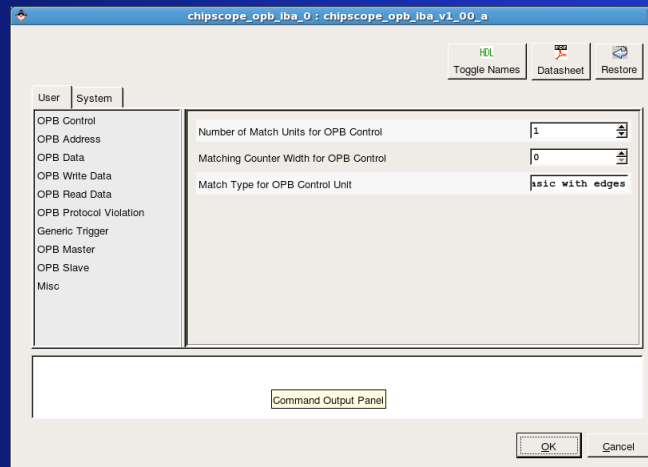 chipscope_opb_iba_0 : chipscope_opb_iba_v1_00_a
HDL
Toggle Names
PDF
Datasheet
Restore
User
System
OPB Control
OPB Address
OPB Data
OPB Write Data
OPB Read Data
OPB Protocol Violation
Generic Trigger
OPB Master
OPB Slave
Misc
Number of Match Units for OPB Control
1
Matching Counter Width for OPB Control
0
Match Type for OPB Control Unit
with edges
Command Output Panel
OK
Cancel